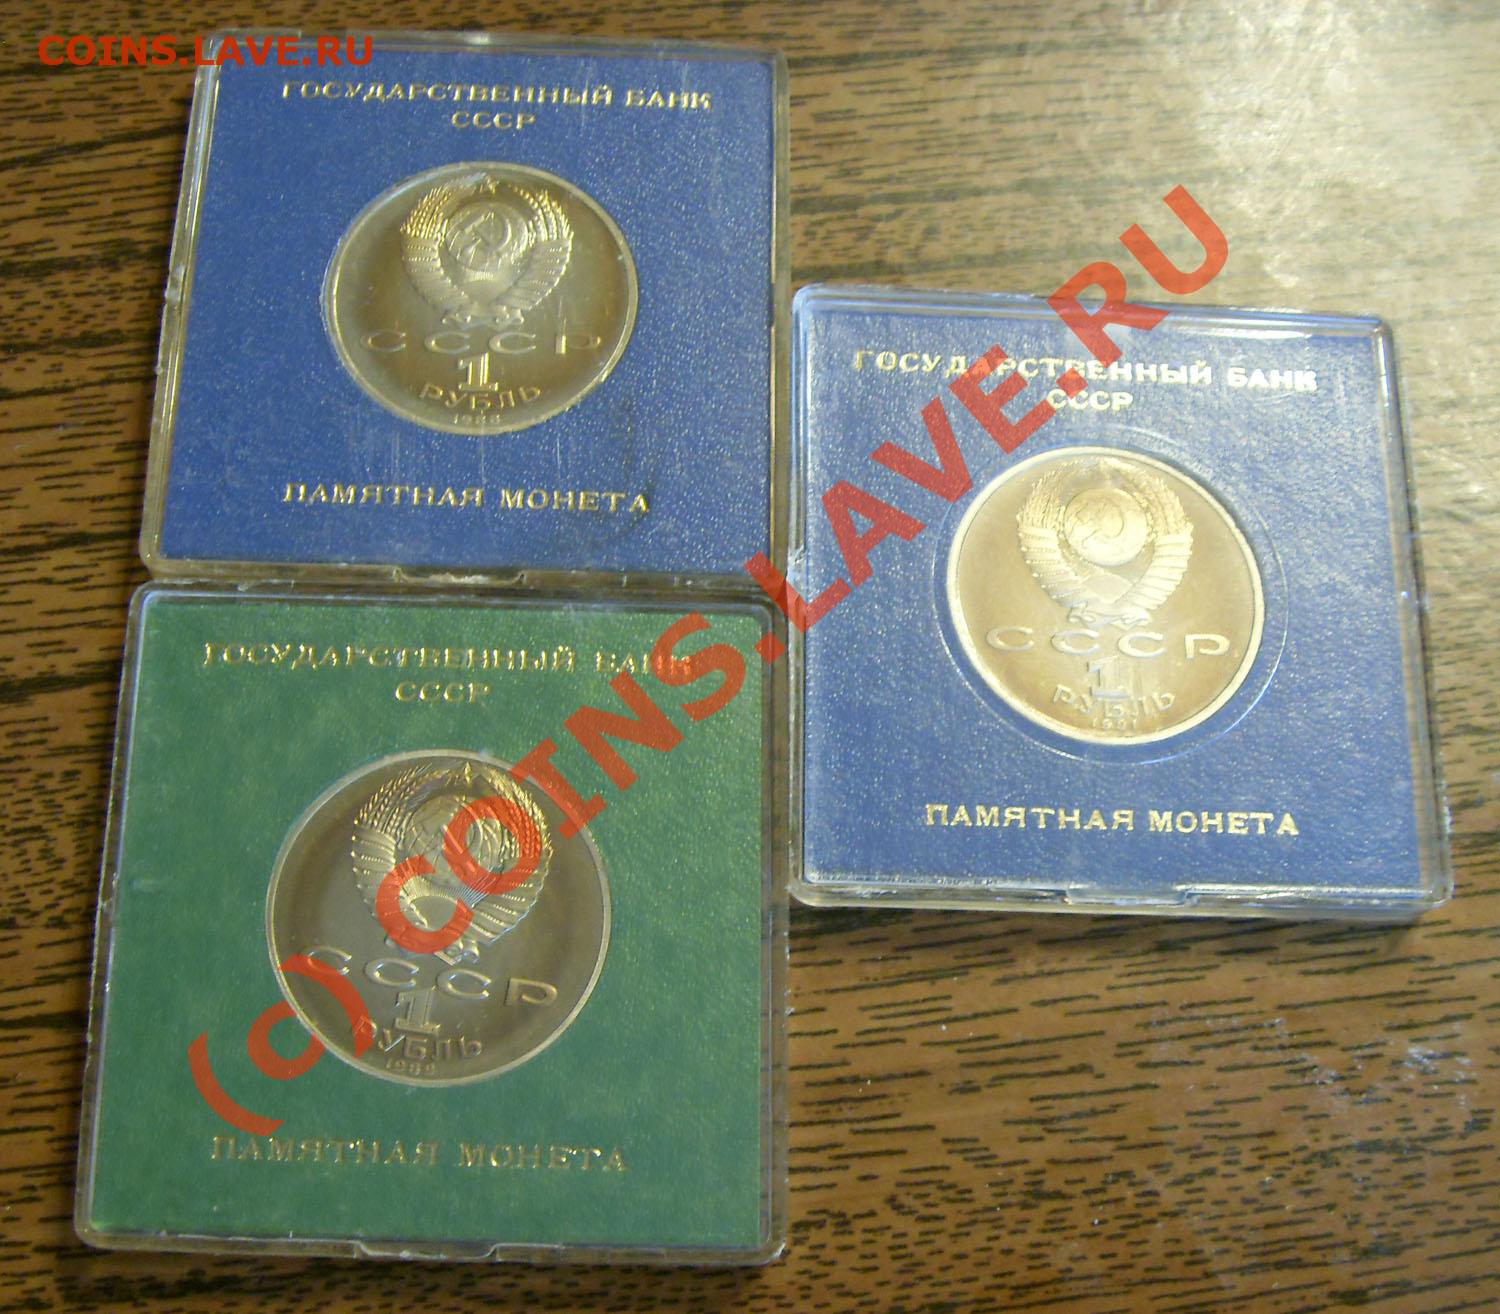 COINS.LAVE.RU
ГОСУДАРСТВЕННЫЙ БАНК
СССР
СССР
1
РУБЛЬ
ПАМЯТНАЯ МОНЕТА
ГОСУДАРСТВЕННЫЙ БАНК
СССР
СССР
1
РУБЛЬ
1987
ПАМЯТНАЯ МОНЕТА
ГОСУДАРСТВЕННЫЙ БАНК
СССР
СССР
1
РУБЛЬ
ПАМЯТНАЯ МОНЕТА
(c) COINS.LAVE.RU